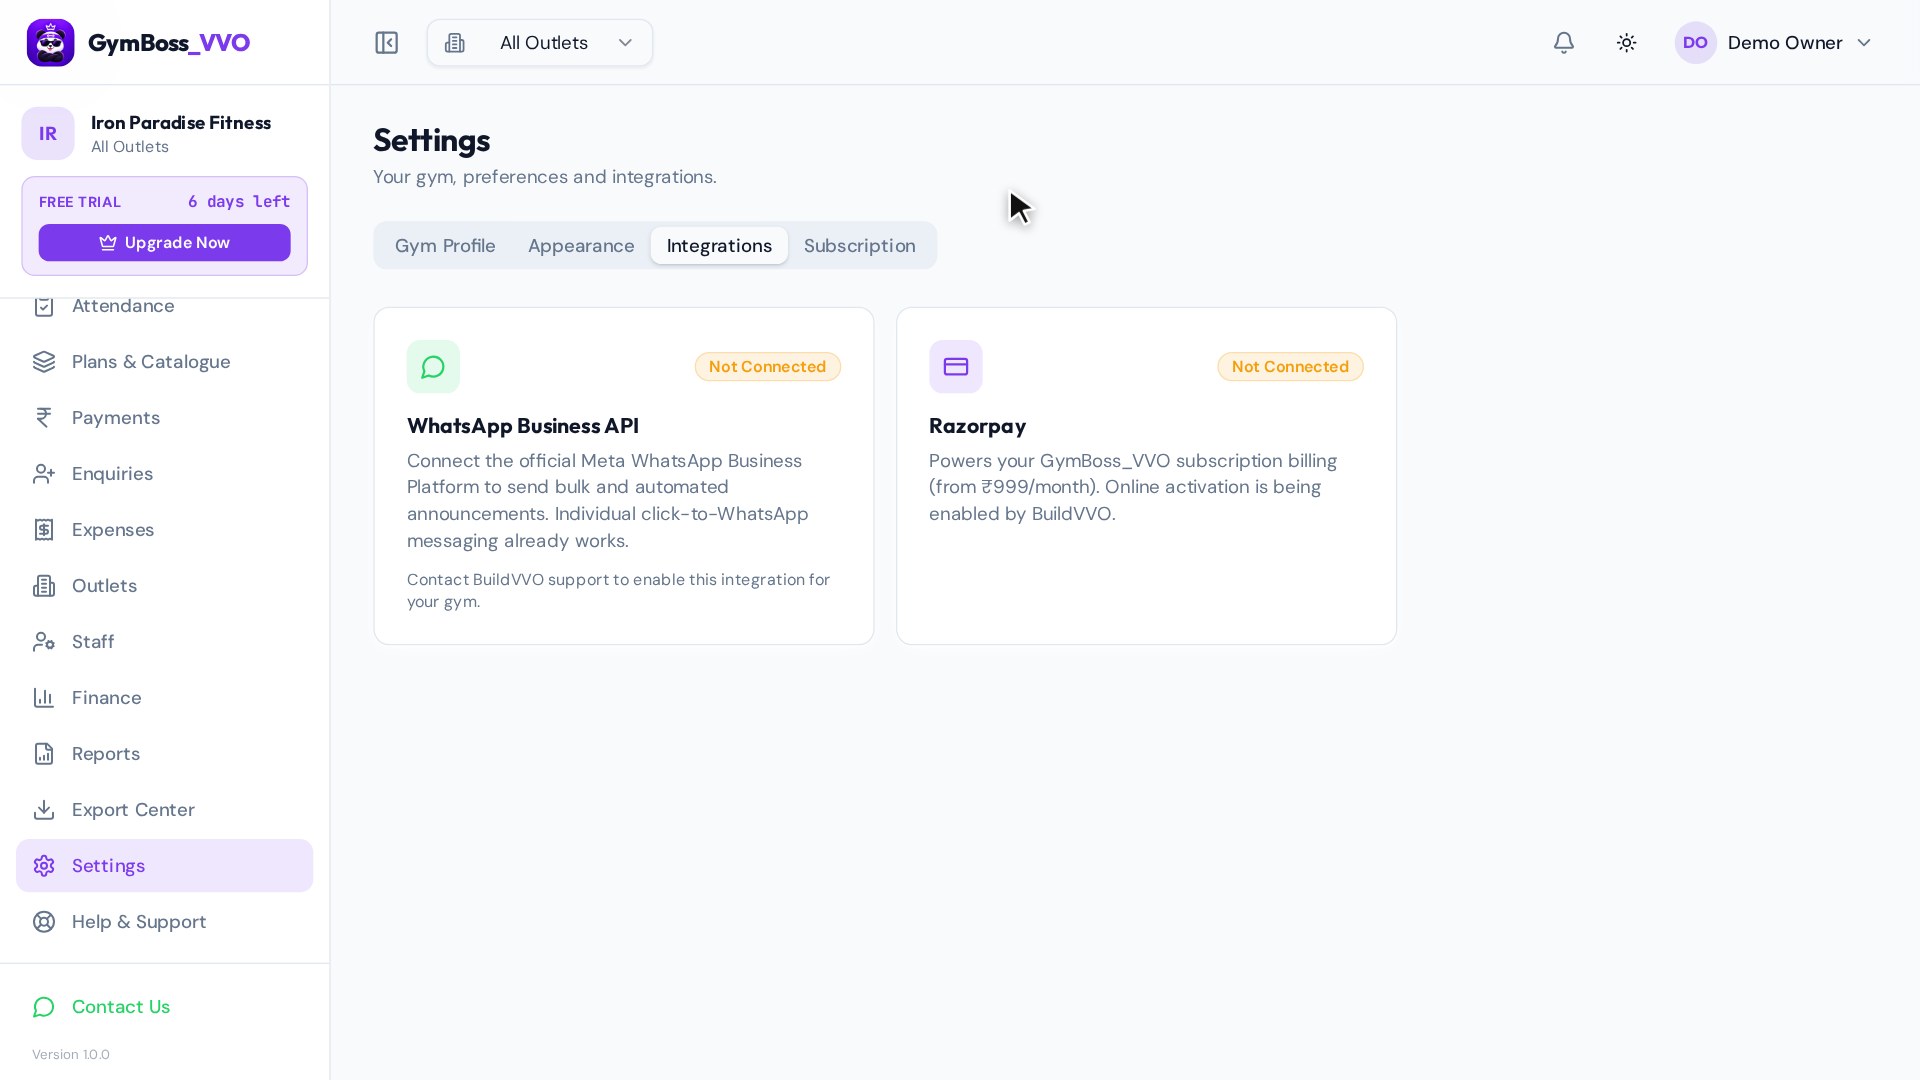 GymBoss_VVO
All Outlets
DO
Demo Owner
IR
Iron Paradise Fitness
All Outlets
FREE TRIAL
6 days left
Upgrade Now
Attendance
Plans & Catalogue
Payments
Enquiries
Expenses
Outlets
Staff
Finance
Reports
Export Center
Settings
Help & Support
Contact Us
Version 1.0.0
Settings
Your gym, preferences and integrations.
Gym Profile
Appearance
Integrations
Subscription
Not Connected
WhatsApp Business API
Connect the official Meta WhatsApp Business
Platform to send bulk and automated
announcements. Individual click-to-WhatsApp
messaging already works.
Contact BuildVVO support to enable this integration for
your gym.
Not Connected
Razorpay
Powers your GymBoss_VVO subscription billing
(from ₹999/month). Online activation is being
enabled by BuildVVO.